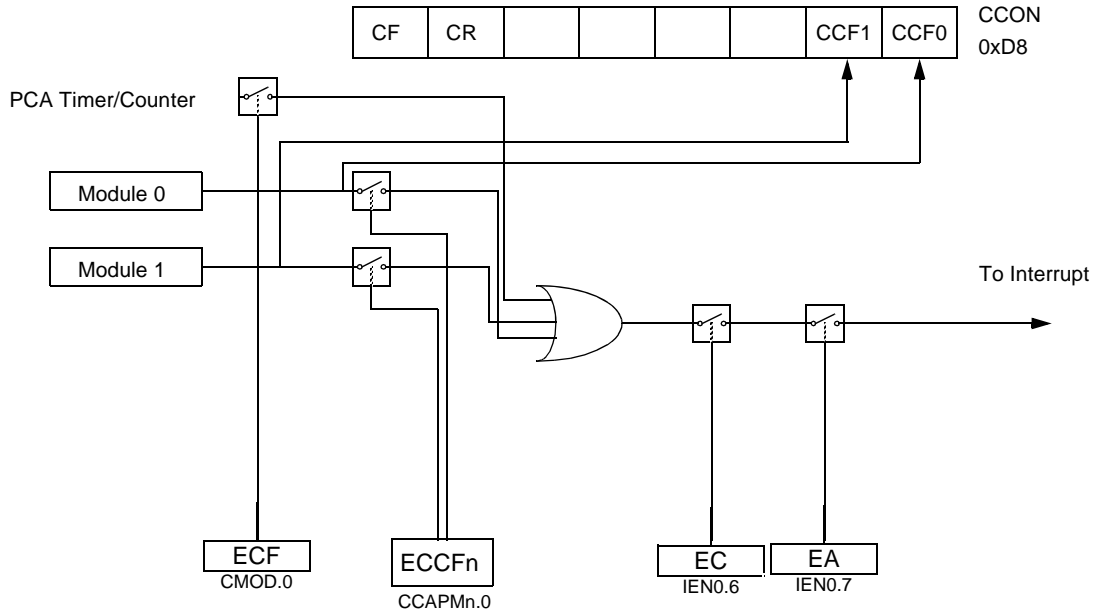 CF CR CCF1 CCF0
CCON
0xD8
PCA Timer/Counter
Module 0
Module 1
To Interrupt
ECF
CMOD.0
ECCFn
CCAPMn.0
EC
IEN0.6
EA
IEN0.7